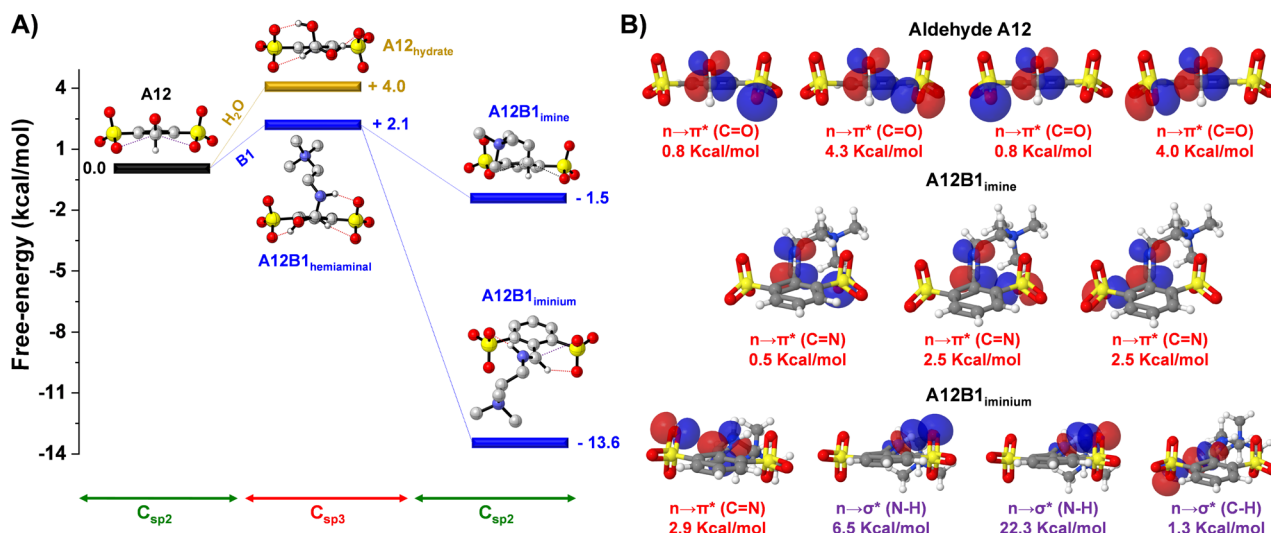 A)
Free-energy (kcal/mol)
4
1
-2
-5
-8
-11
-14
A12
0.0
H2O
B1
A12hydrate
+ 4.0
+ 2.1
A12B1hemiaminal
A12B1imine
- 1.5
A12B1iminium
- 13.6
Csp2
Csp3
Csp2
B)
Aldehyde A12
n→π* (C=O)
0.8 Kcal/mol
n→π* (C=O)
4.3 Kcal/mol
n→π* (C=O)
0.8 Kcal/mol
n→π* (C=O)
4.0 Kcal/mol
A12B1imine
n→π* (C=N)
0.5 Kcal/mol
n→π* (C=N)
2.5 Kcal/mol
n→π* (C=N)
2.5 Kcal/mol
A12B1iminium
n→π* (C=N)
2.9 Kcal/mol
n→σ* (N-H)
6.5 Kcal/mol
n→σ* (N-H)
22.3 Kcal/mol
n→σ* (C-H)
1.3 Kcal/mol